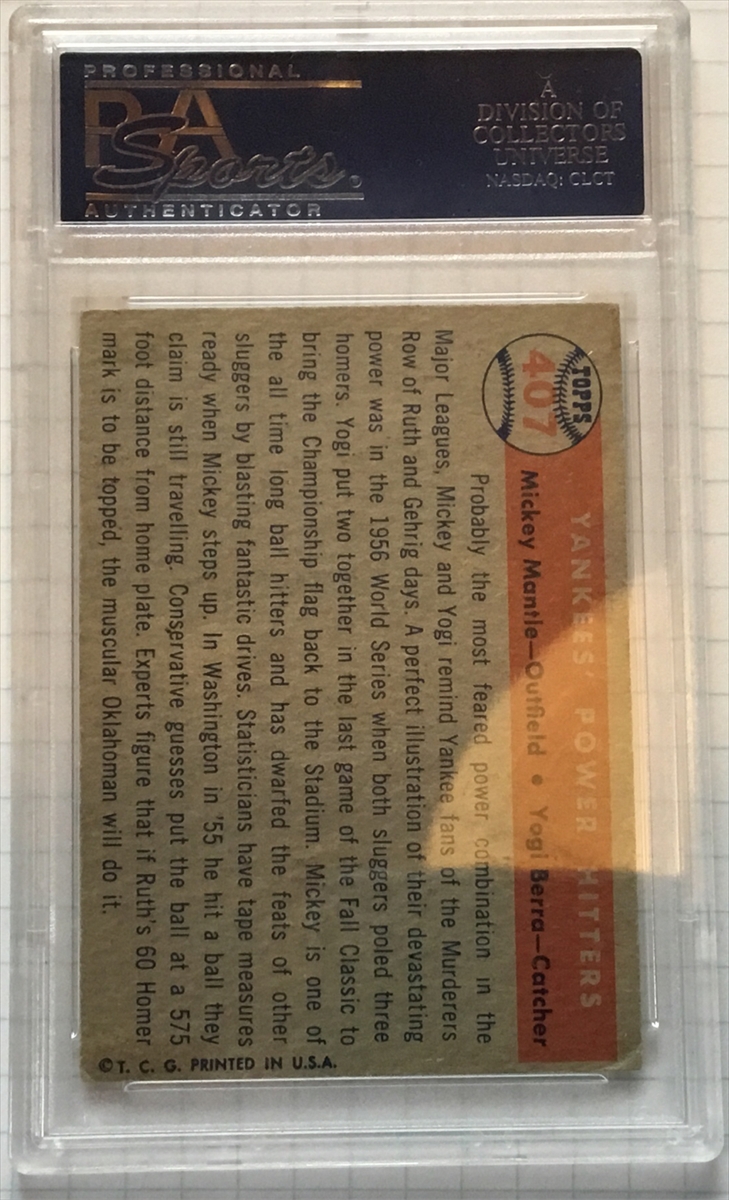 PROFESSIONAL
PSA
Sports.
AUTHENTICATOR
A
DIVISION OF
COLLECTORS
UNIVERSE
NASDAQ: CLCT
TOPPS
407
YANKEES' POWER HITTERS
Mickey Mantle—Outfield • Yogi Berra—Catcher
Probably the most feared power combination in the
Major Leagues, Mickey and Yogi remind Yankee fans of the Murderers
Row of Ruth and Gehrig days. A perfect illustration of their devastating
power was in the 1956 World Series when both sluggers poled three
homers. Yogi put two together in the last game of the Fall Classic to
bring the Championship flag back to the Stadium. Mickey is one of
the all time long ball hitters and has dwarfed the feats of other
sluggers by blasting fantastic drives. Statisticians have tape measures
ready when Mickey steps up. In Washington in '55 he hit a ball they
claim is still travelling. Conservative guesses put the ball at a 575
foot distance from home plate. Experts figure that if Ruth's 60 Homer
mark is to be topped, the muscular Oklahoman will do it.
© T. C. G. PRINTED IN U.S.A.